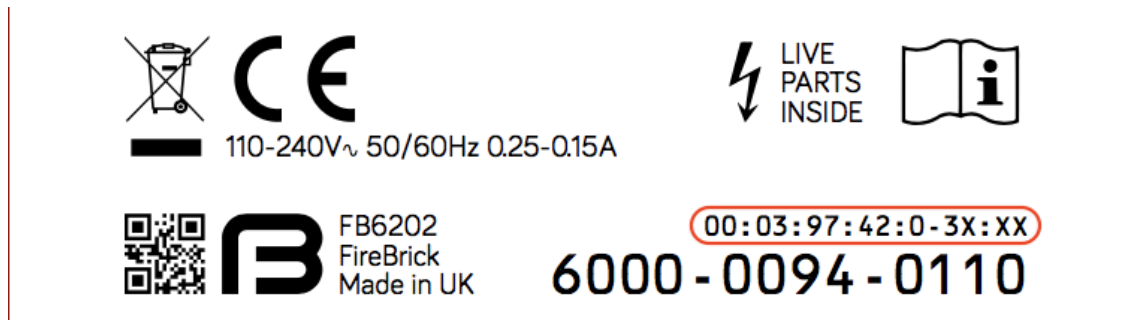 CE
LIVE
PARTS
INSIDE
i
110-240V∿ 50/60Hz 0.25-0.15A
FB6202
FireBrick
Made in UK
00:03:97:42:0-3X:XX
6000-0094-0110